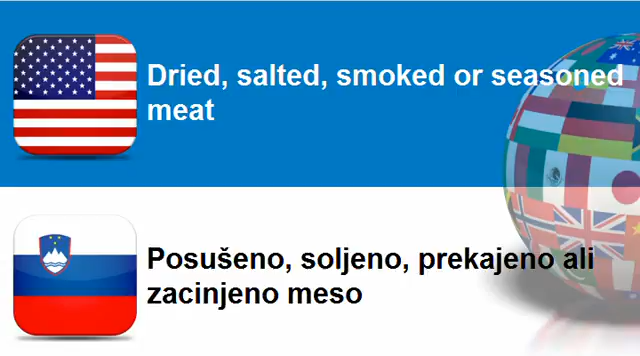 Dried, salted, smoked or seasoned
meat
Posušeno, soljeno, prekajeno ali
zacinjeno meso